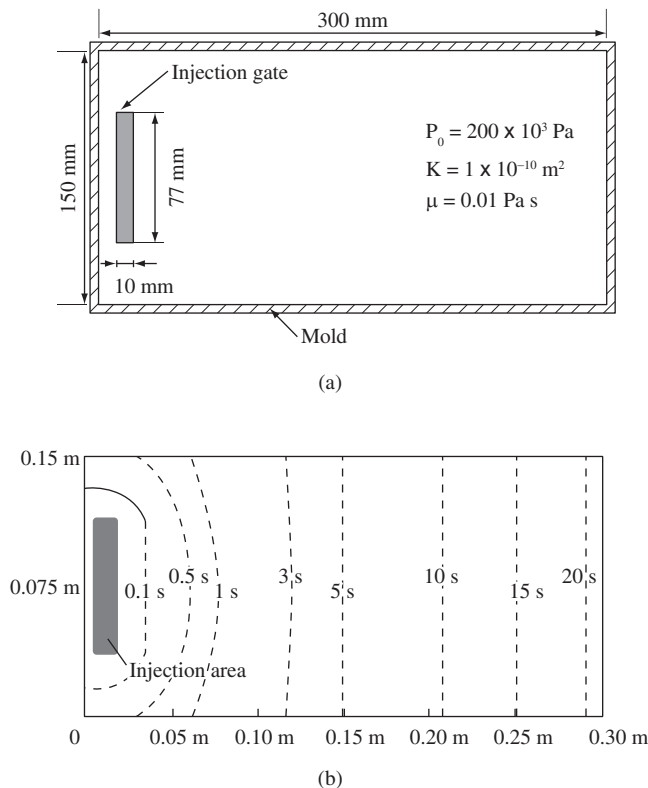 300 mm
Injection gate
150 mm
77 mm
P₀ = 200 x 10³ Pa
K = 1 x 10⁻¹⁰ m²
μ = 0.01 Pa s
10 mm
Mold
(a)
0.15 m
0.075 m
0.1 s
0.5 s
1 s
3 s
5 s
10 s
15 s
20 s
Injection area
0
0.05 m
0.10 m
0.15 m
0.20 m
0.25 m
0.30 m
(b)